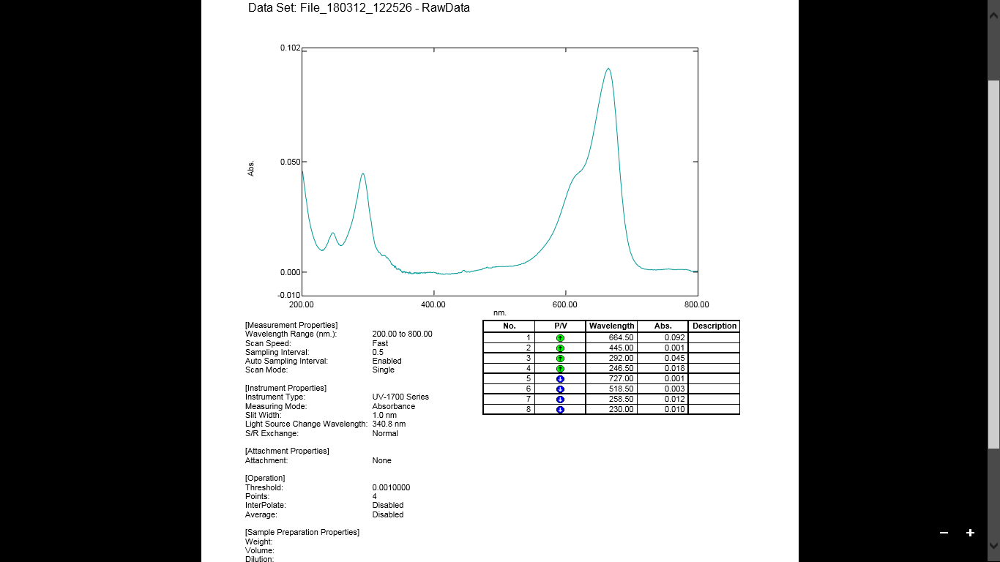 Data Set: File_180312_122526 - RawData
0.102
0.050
Abs.
0.000
-0.010
200.00 400.00 600.00 800.00
nm.
[Measurement Properties]
Wavelength Range (nm.): 200.00 to 800.00
Scan Speed: Fast
Sampling Interval: 0.5
Auto Sampling Interval: Enabled
Scan Mode: Single
[Instrument Properties]
Instrument Type: UV-1700 Series
Measuring Mode: Absorbance
Slit Width: 1.0 nm
Light Source Change Wavelength: 340.8 nm
S/R Exchange: Normal
[Attachment Properties]
Attachment: None
[Operation]
Threshold: 0.0010000
Points: 4
InterPolate: Disabled
Average: Disabled
[Sample Preparation Properties]
Weight:
Volume:
Dilution:
No. P/V Wavelength Abs. Description
1 664.50 0.092
2 445.00 0.001
3 292.00 0.045
4 246.50 0.018
5 727.00 0.001
6 518.50 0.003
7 258.50 0.012
8 230.00 0.010